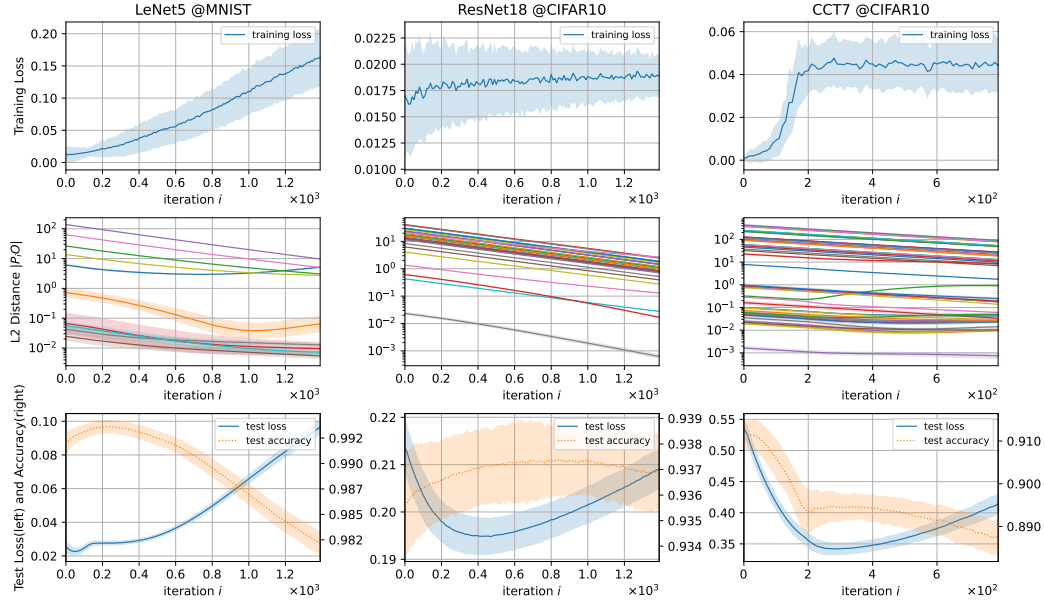 LeNet5 @MNIST
ResNet18 @CIFAR10
CCT7 @CIFAR10
Training Loss
0.20
0.15
0.10
0.05
0.00
training loss
0.0 0.2 0.4 0.6 0.8 1.0 1.2
×10³
iteration i
0.0225
0.0200
0.0175
0.0150
0.0125
0.0100
training loss
0.0 0.2 0.4 0.6 0.8 1.0 1.2
×10³
iteration i
0.06
0.04
0.02
0.00
training loss
0 2 4 6
×10²
iteration i
L2 Distance |P_iO|
10²
10¹
10⁰
10⁻¹
10⁻²
0.0 0.2 0.4 0.6 0.8 1.0 1.2
×10³
iteration i
10¹
10⁰
10⁻¹
10⁻²
10⁻³
0.0 0.2 0.4 0.6 0.8 1.0 1.2
×10³
iteration i
10²
10¹
10⁰
10⁻¹
10⁻²
10⁻³
0 2 4 6
×10²
iteration i
Test Loss(left) and Accuracy(right)
0.10
0.08
0.06
0.04
0.02
test loss
test accuracy
0.992
0.990
0.987
0.985
0.982
0.0 0.2 0.4 0.6 0.8 1.0 1.2
×10³
iteration i
0.22
0.21
0.20
0.19
test loss
test accuracy
0.939
0.938
0.937
0.936
0.935
0.934
0.0 0.2 0.4 0.6 0.8 1.0 1.2
×10³
iteration i
0.55
0.50
0.45
0.40
0.35
test loss
test accuracy
0.910
0.900
0.890
0 2 4 6
×10²
iteration i